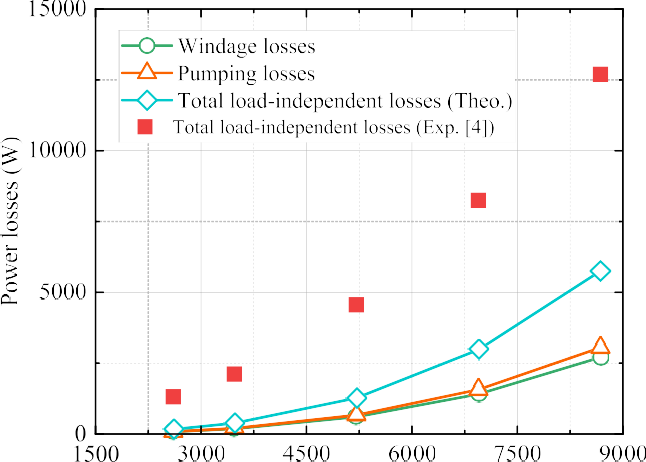 15000
Windage losses
Pumping losses
Total load-independent losses (Theo.)
Total load-independent losses (Exp. [4])
10000
Power losses (W)
5000
0
1500 3000 4500 6000 7500 9000